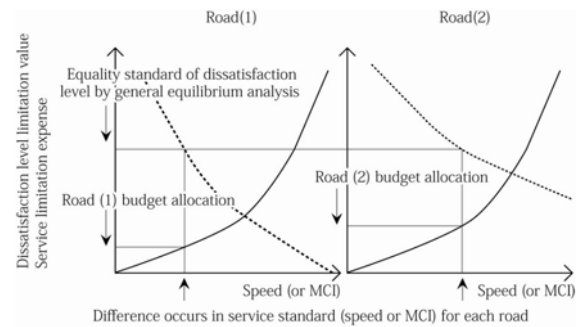 Road(1)
Road(2)
Dissatisfaction level limitation value
Service limitation expense
Equality standard of dissatisfaction
level by general equilibrium analysis
Road (1) budget allocation
Road (2) budget allocation
Speed (or MCI)
Speed (or MCI)
Difference occurs in service standard (speed or MCI) for each road